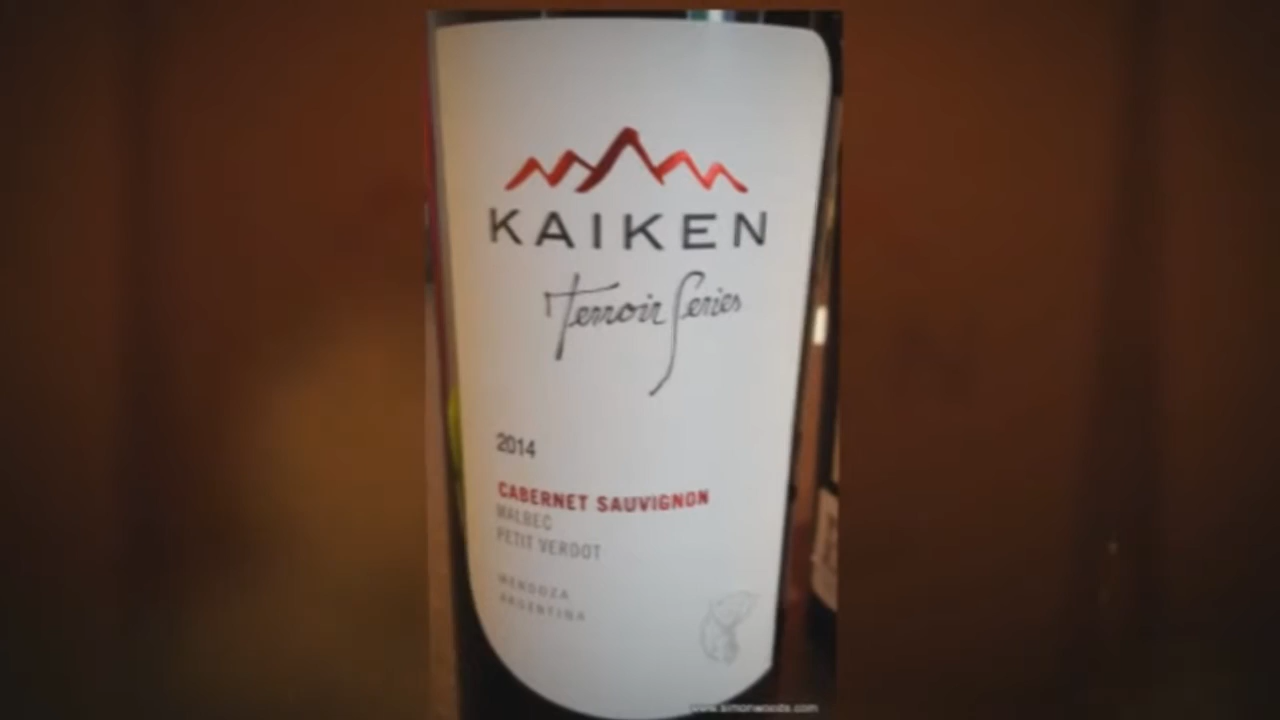 KAIKEN
Terroir Series
2014
CABERNET SAUVIGNON
MALBEC
PETIT VERDOT
MENDOZA
ARGENTINA
www.simonwoods.com